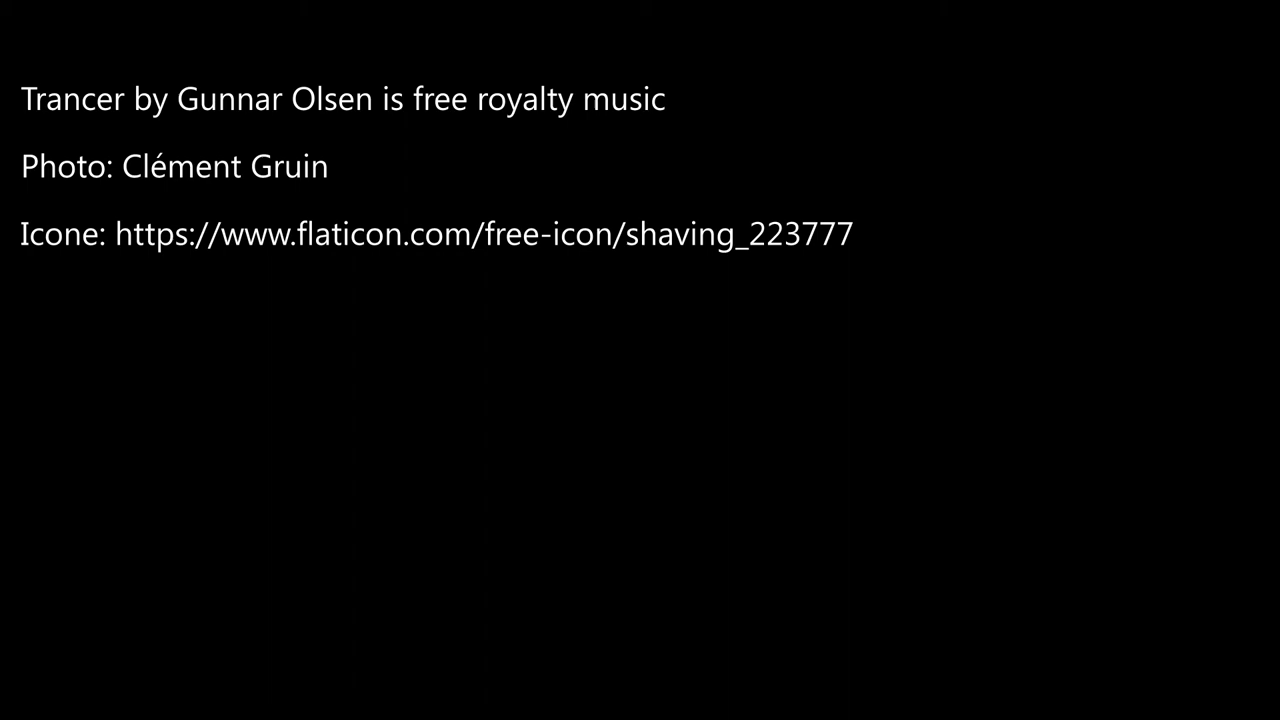 Trancer by Gunnar Olsen is free royalty music
Photo: Clément Gruin
Icone: https://www.flaticon.com/free-icon/shaving_223777